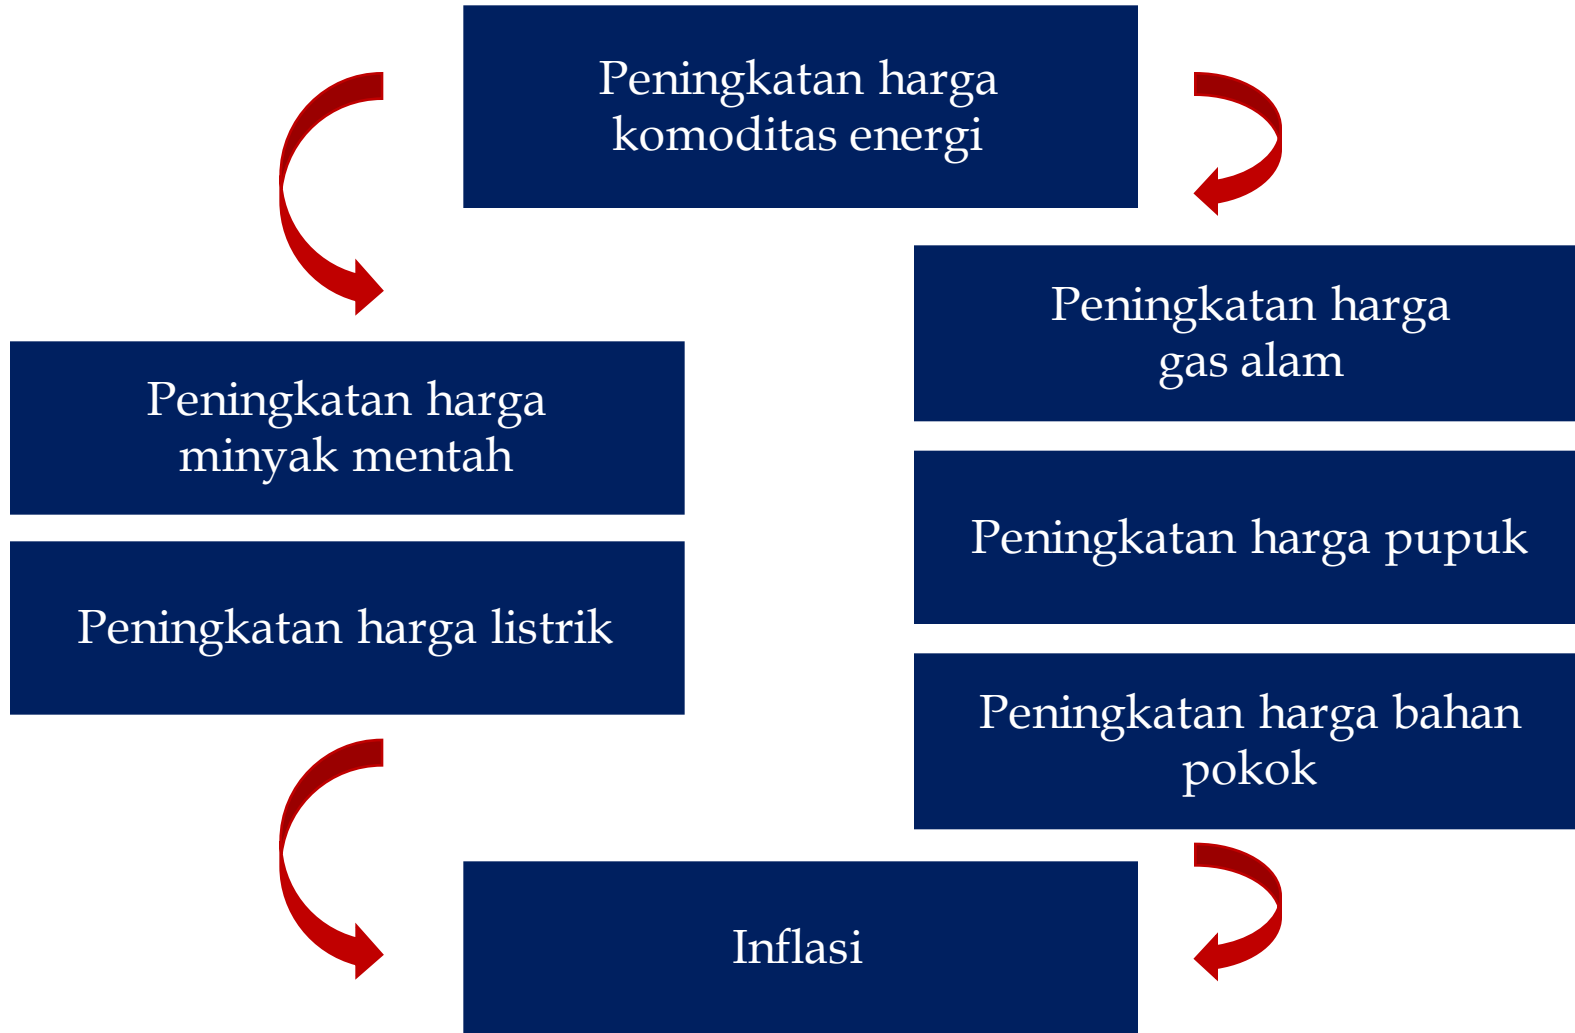 Peningkatan harga
komoditas energi
Peningkatan harga
minyak mentah
Peningkatan harga listrik
Peningkatan harga
gas alam
Peningkatan harga pupuk
Peningkatan harga bahan
pokok
Inflasi